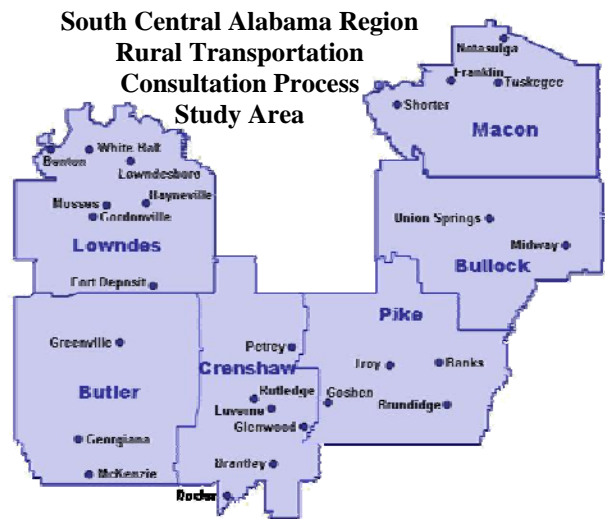 South Central Alabama Region
Rural Transportation
Consultation Process
Study Area
Notasulga
Franklin
Tuskegee
Shorter
Macon
White Hall
Benton
Lowndesboro
Hayneville
Mosses
Gordonville
Lowndes
Fort Deposit
Union Springs
Midway
Bullock
Pike
Greenville
Petrey
Troy
Banks
Crenshaw
Butler
Rutledge
Goshen
Brundidge
Luverne
Glenwood
Georgiana
Brantley
McKenzie
Dozier